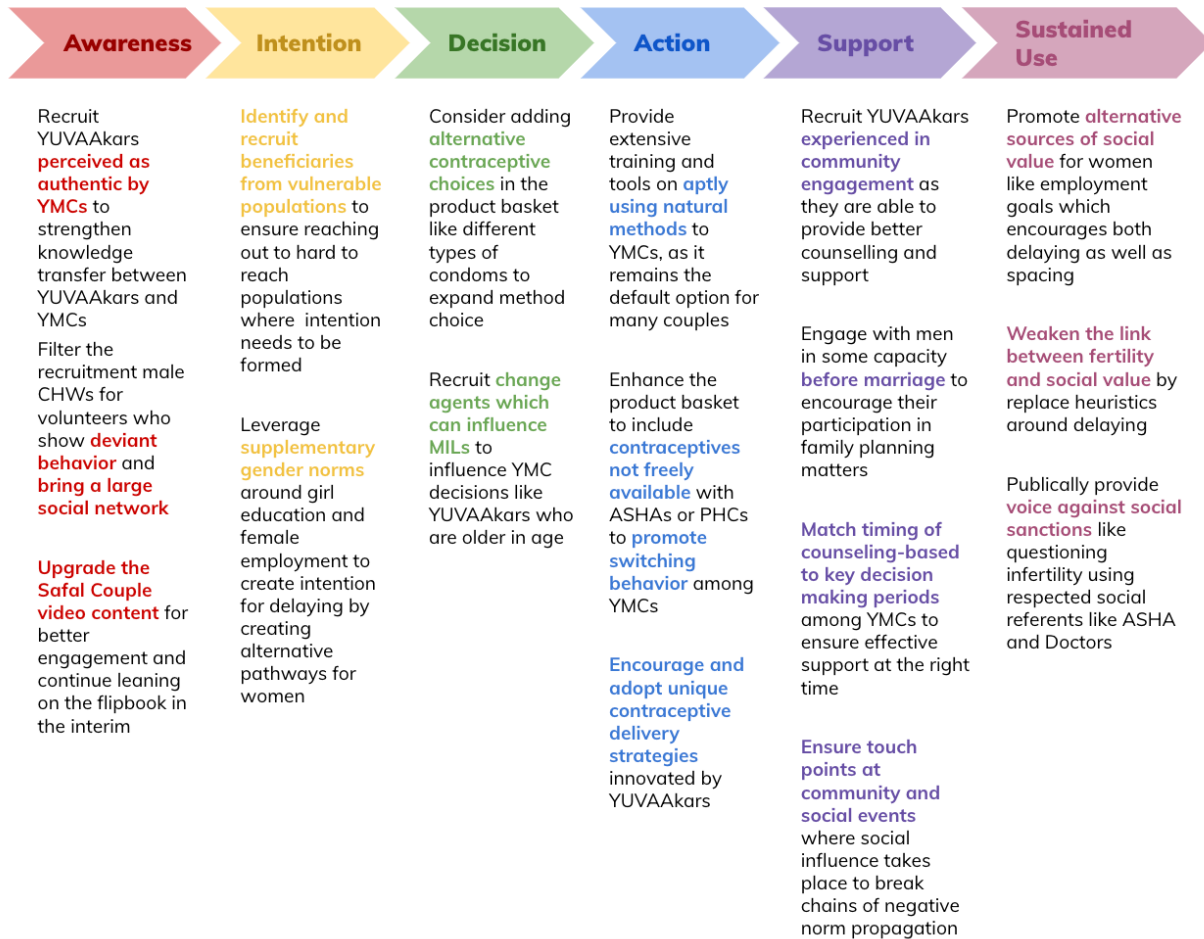 Awareness
Intention
Decision
Action
Support
Sustained
Use
Recruit
YUVAAkars
perceived as
authentic by
YMCs to
strengthen
knowledge
transfer between
YUVAAkars and
YMCs
Filter the
recruitment male
CHWs for
volunteers who
show deviant
behavior and
bring a large
social network
Upgrade the
Safal Couple
video content for
better
engagement and
continue leaning
on the flipbook in
the interim
Identify and
recruit
beneficiaries
from vulnerable
populations to
ensure reaching
out to hard to
reach
populations
where intention
needs to be
formed
Leverage
supplementary
gender norms
around girl
education and
female
employment to
create intention
for delaying by
creating
alternative
pathways for
women
Consider adding
alternative
contraceptive
choices in the
product basket
like different
types of
condoms to
expand method
choice
Recruit change
agents which
can influence
MILs to
influence YMC
decisions like
YUVAAkars who
are older in age
Provide
extensive
training and
tools on aptly
using natural
methods to
YMCs, as it
remains the
default option for
many couples
Enhance the
product basket
to include
contraceptives
not freely
available with
ASHAs or PHCs
to promote
switching
behavior among
YMCs
Encourage and
adopt unique
contraceptive
delivery
strategies
innovated by
YUVAAkars
Recruit YUVAAkars
experienced in
community
engagement as
they are able to
provide better
counselling and
support
Engage with men
in some capacity
before marriage to
encourage their
participation in
family planning
matters
Match timing of
counseling-based
to key decision
making periods
among YMCs to
ensure effective
support at the right
time
Ensure touch
points at
community and
social events
where social
influence takes
place to break
chains of negative
norm propagation
Promote alternative
sources of social
value for women
like employment
goals which
encourages both
delaying as well as
spacing
Weaken the link
between fertility
and social value by
replace heuristics
around delaying
Publically provide
voice against social
sanctions like
questioning
infertility using
respected social
referents like ASHA
and Doctors